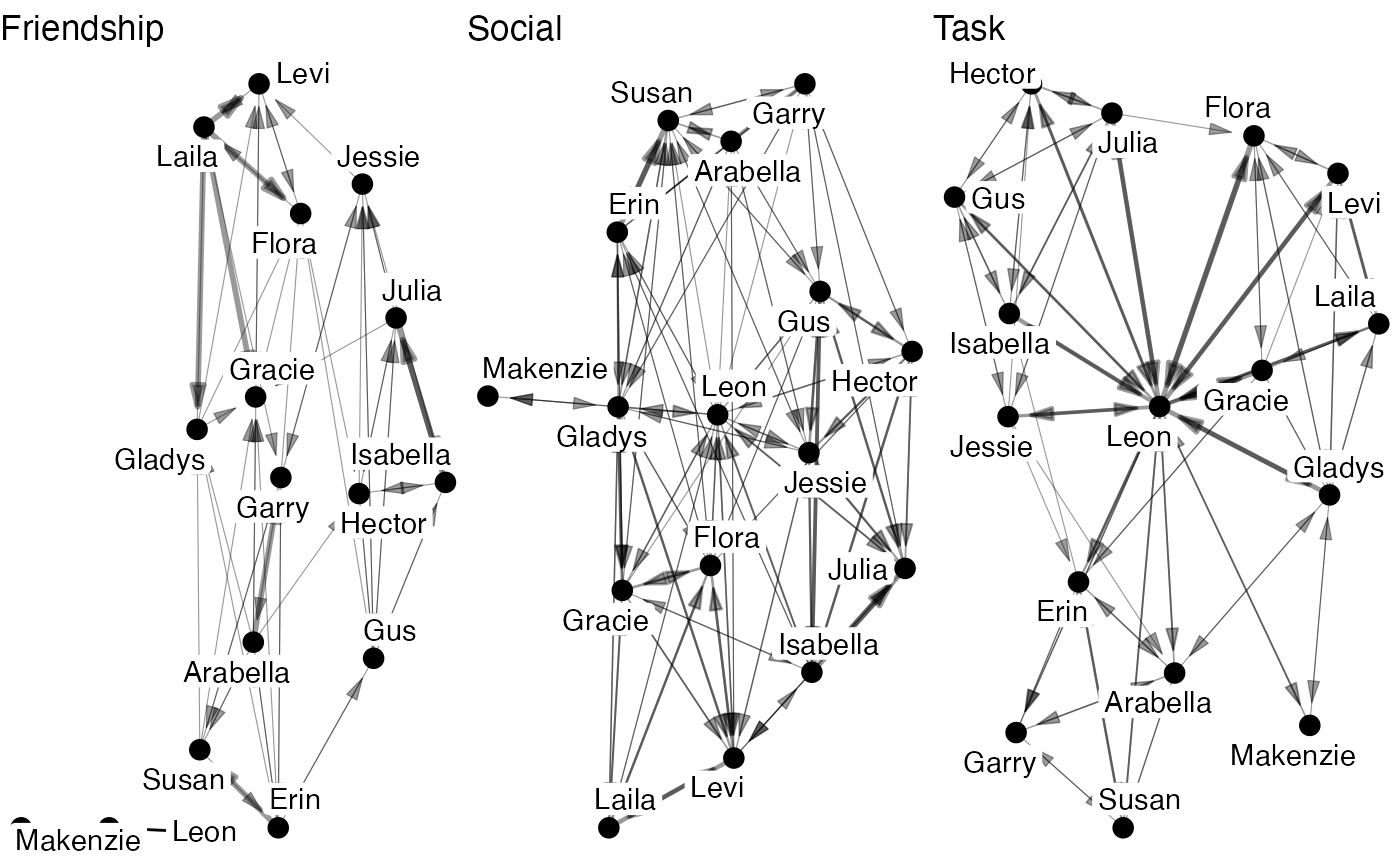 Friendship
Levi
Laila
Jessie
Flora
Julia
Gracie
Gladys
Isabella
Garry
Hector
Gus
Arabella
Susan
Erin
Makenzie
Leon
Social
Susan
Garry
Arabella
Erin
Gus
Makenzie
Leon
Hector
Gladys
Jessie
Flora
Julia
Gracie
Isabella
Levi
Laila
Task
Hector
Flora
Julia
Gus
Levi
Laila
Isabella
Gracie
Leon
Jessie
Gladys
Erin
Arabella
Garry
Makenzie
Susan